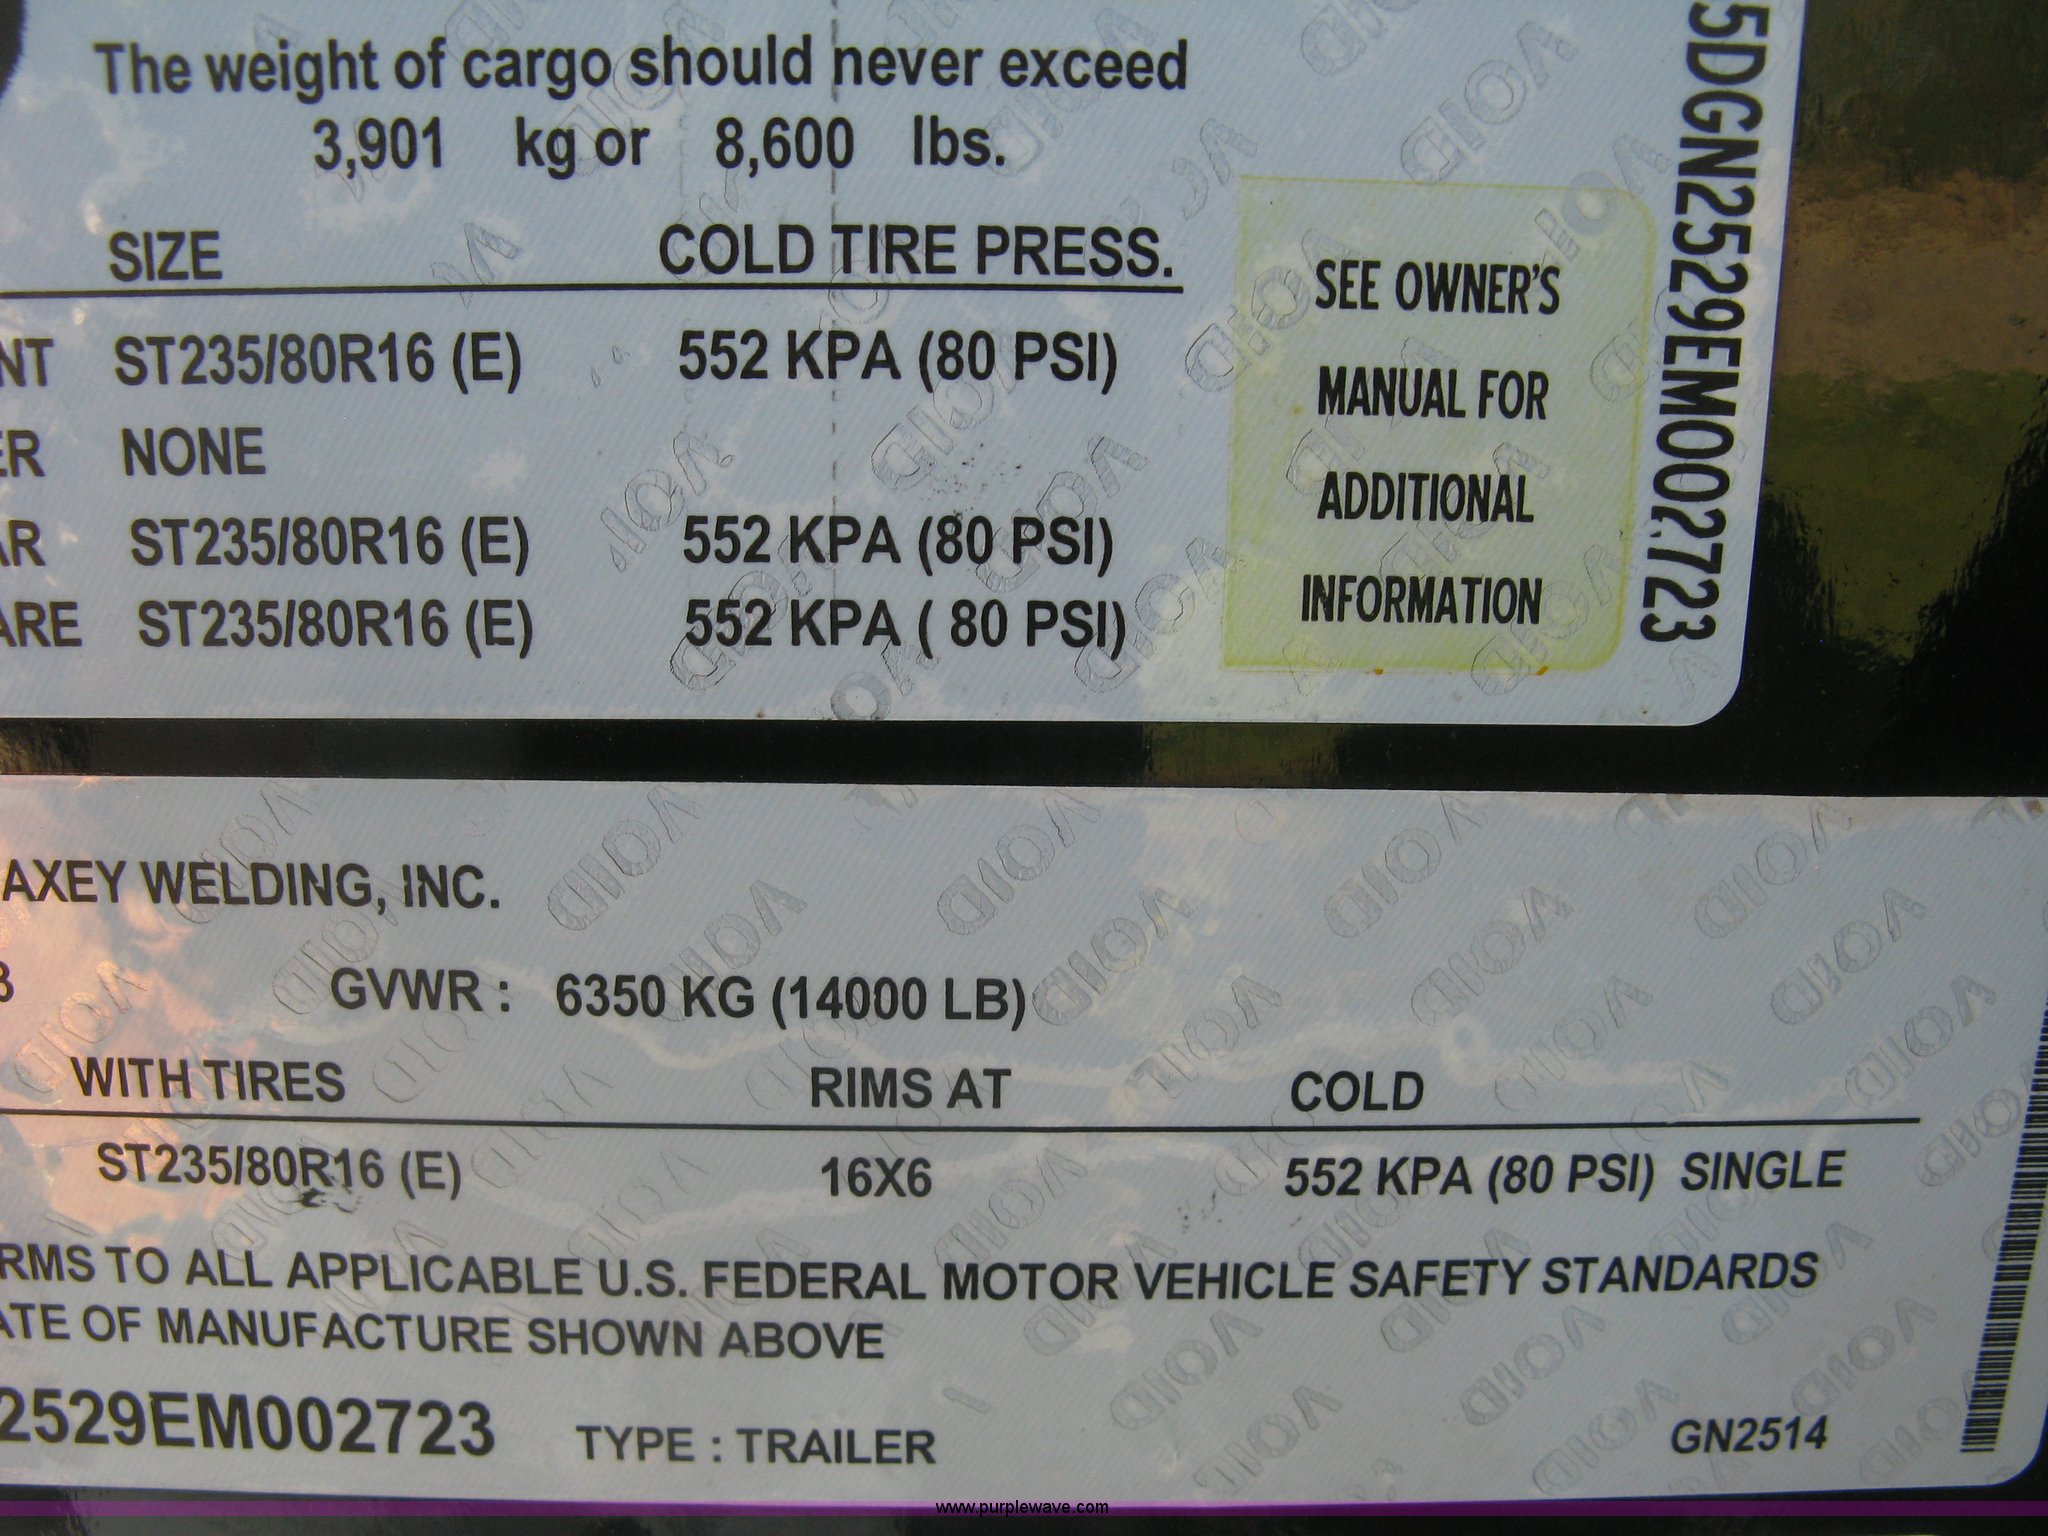 The weight of cargo should never exceed
3,901 kg or 8,600 lbs.
SIZE COLD TIRE PRESS.
NT ST235/80R16 (E) 552 KPA (80 PSI)
ER NONE
AR ST235/80R16 (E) 552 KPA (80 PSI)
ARE ST235/80R16 (E) 552 KPA ( 80 PSI)
SEE OWNER'S
MANUAL FOR
ADDITIONAL
INFORMATION
5DGN2529EM002723
AXEY WELDING, INC.
3 GVWR : 6350 KG (14000 LB)
WITH TIRES RIMS AT COLD
ST235/80R16 (E) 16X6 552 KPA (80 PSI) SINGLE
RMS TO ALL APPLICABLE U.S. FEDERAL MOTOR VEHICLE SAFETY STANDARDS
ATE OF MANUFACTURE SHOWN ABOVE
2529EM002723 TYPE : TRAILER GN2514
www.purplewave.com